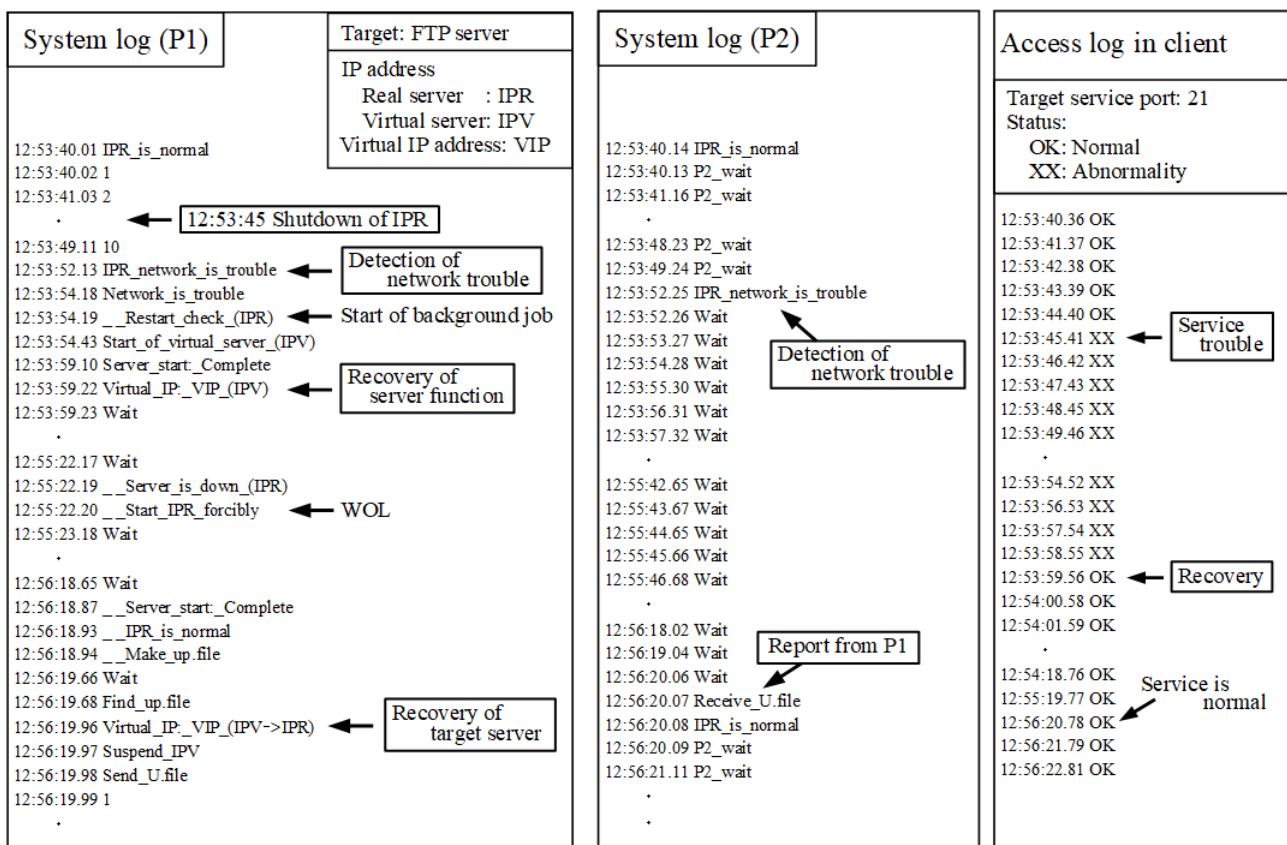 System log (P1)
Target: FTP server
IP address
Real server : IPR
Virtual server: IPV
Virtual IP address: VIP
12:53:40.01 IPR_is_normal
12:53:40.02 1
12:53:41.03 2
.
12:53:45 Shutdown of IPR
12:53:49.11 10
12:53:52.13 IPR_network_is_trouble
Detection of
network trouble
12:53:54.18 Network_is_trouble
12:53:54.19 _ _Restart_check_(IPR)
Start of background job
12:53:54.43 Start_of_virtual_server_(IPV)
12:53:59.10 Server_start:_Complete
12:53:59.22 Virtual_IP:_VIP_(IPV)
Recovery of
server function
12:53:59.23 Wait
.
12:55:22.17 Wait
12:55:22.19 _ _Server_is_down_(IPR)
12:55:22.20 _ _Start_IPR_forcibly
WOL
12:55:23.18 Wait
.
12:56:18.65 Wait
12:56:18.87 _ _Server_start:_Complete
12:56:18.93 _ _IPR_is_normal
12:56:18.94 _ _Make_up.file
12:56:19.66 Wait
12:56:19.68 Find_up.file
12:56:19.96 Virtual_IP:_VIP_(IPV->IPR)
Recovery of
target server
12:56:19.97 Suspend_IPV
12:56:19.98 Send_U.file
12:56:19.99 1
.
System log (P2)
12:53:40.14 IPR_is_normal
12:53:40.13 P2_wait
12:53:41.16 P2_wait
.
12:53:48.23 P2_wait
12:53:49.24 P2_wait
12:53:52.25 IPR_network_is_trouble
12:53:52.26 Wait
12:53:53.27 Wait
Detection of
network trouble
12:53:54.28 Wait
12:53:55.30 Wait
12:53:56.31 Wait
12:53:57.32 Wait
.
12:55:42.65 Wait
12:55:43.67 Wait
12:55:44.65 Wait
12:55:45.66 Wait
12:55:46.68 Wait
.
12:56:18.02 Wait
12:56:19.04 Wait
Report from P1
12:56:20.06 Wait
12:56:20.07 Receive_U.file
12:56:20.08 IPR_is_normal
12:56:20.09 P2_wait
12:56:21.11 P2_wait
.
.
Access log in client
Target service port: 21
Status:
OK: Normal
XX: Abnormality
12:53:40.36 OK
12:53:41.37 OK
12:53:42.38 OK
12:53:43.39 OK
12:53:44.40 OK
12:53:45.41 XX
Service
trouble
12:53:46.42 XX
12:53:47.43 XX
12:53:48.45 XX
12:53:49.46 XX
.
12:53:54.52 XX
12:53:56.53 XX
12:53:57.54 XX
12:53:58.55 XX
12:53:59.56 OK
Recovery
12:54:00.58 OK
12:54:01.59 OK
.
12:54:18.76 OK
12:55:19.77 OK
Service is
normal
12:56:20.78 OK
12:56:21.79 OK
12:56:22.81 OK